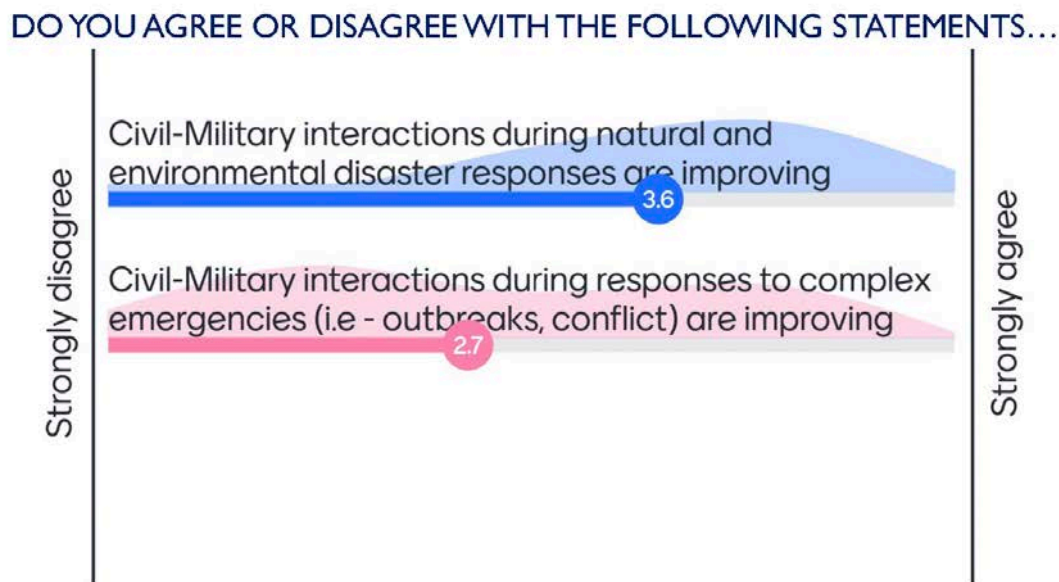 DO YOU AGREE OR DISAGREE WITH THE FOLLOWING STATEMENTS...
Strongly disagree
Civil-Military interactions during natural and
environmental disaster responses are improving
3.6
Civil-Military interactions during responses to complex
emergencies (i.e - outbreaks, conflict) are improving
2.7
Strongly agree